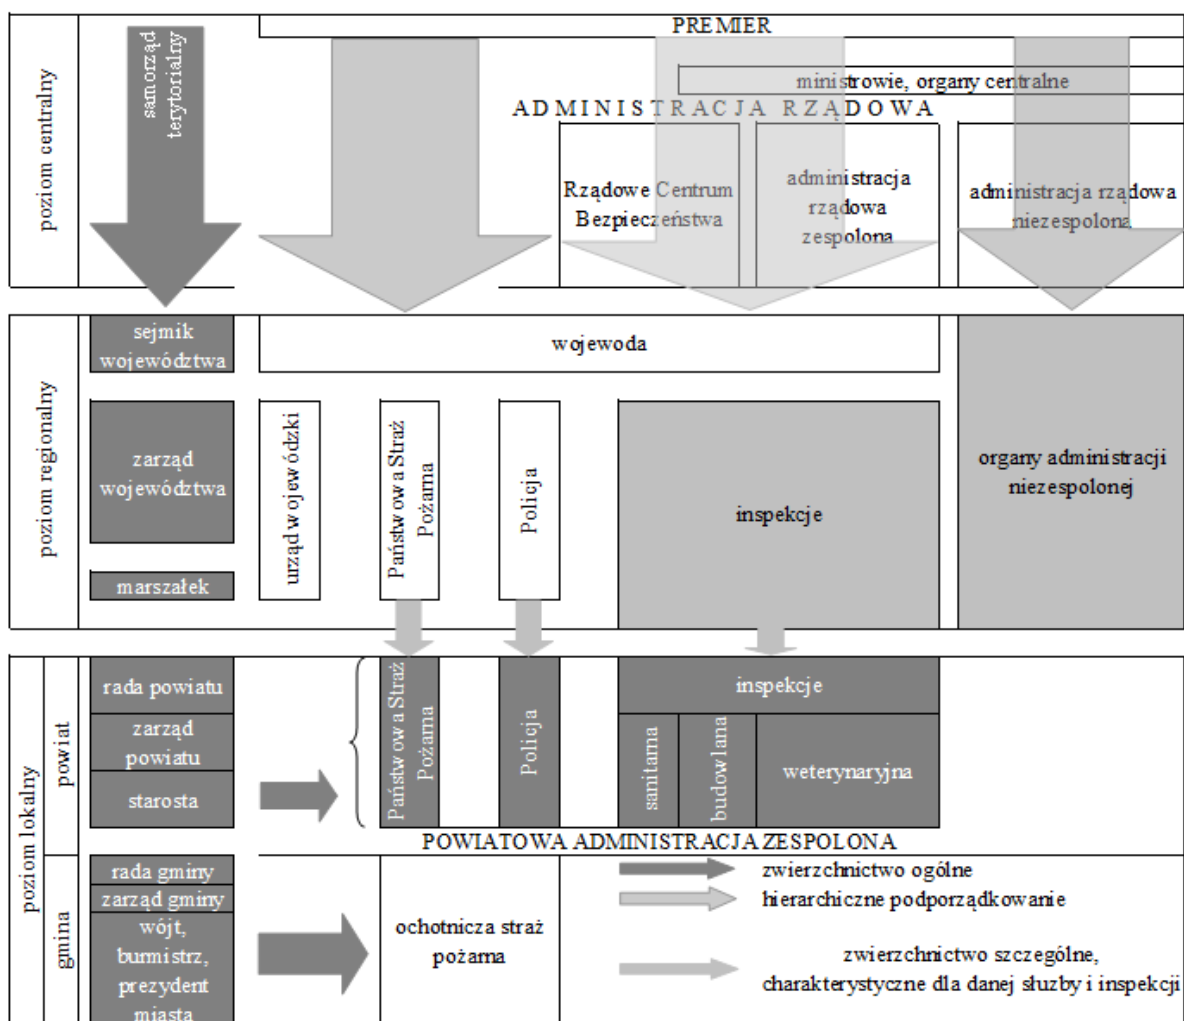 PREMIER
samorząd
terytorialny
ministrowie, organy centralne
ADMINISTRACJA RZĄDOWA
poziom centralny
Rządowe Centrum
Bezpieczeństwa
administracja
rządowa
zespolona
administracja rządowa
niezespolona
poziom regionalny
sejmik
województwa
wojewoda
zarząd
województwa
marszałek
urząd wojewódzki
Państwowa Straż
Pożarna
Policja
inspekcje
organy administracji
niezespolonej
poziom lokalny
powiat
rada powiatu
zarząd
powiatu
starosta
Państwowa Straż
Pożarna
Policja
inspekcje
sanitarna
budowlana
weterynaryjna
POWIATOWA ADMINISTRACJA ZESPOLONA
gmina
rada gminy
zarząd gminy
wójt,
burmistrz,
prezydent
miasta
ochotnicza straż
pożarna
zwierzchnictwo ogólne
hierarchiczne podporządkowanie
zwierzchnictwo szczególne,
charakterystyczne dla danej służby i inspekcji